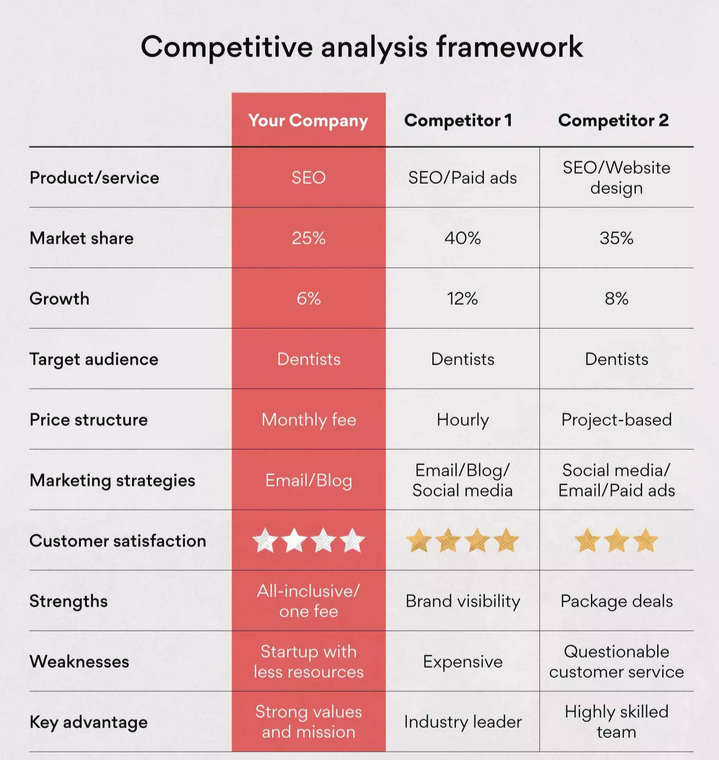 Competitive analysis framework
Your Company Competitor 1 Competitor 2
Product/service SEO SEO/Paid ads SEO/Website
design
Market share 25% 40% 35%
Growth 6% 12% 8%
Target audience Dentists Dentists Dentists
Price structure Monthly fee Hourly Project-based
Marketing strategies Email/Blog Email/Blog/
Social media
Social media/
Email/Paid ads
Customer satisfaction
Strengths All-inclusive/
one fee
Brand visibility Package deals
Weaknesses Startup with
less resources
Expensive Questionable
customer service
Key advantage Strong values
and mission
Industry leader Highly skilled
team